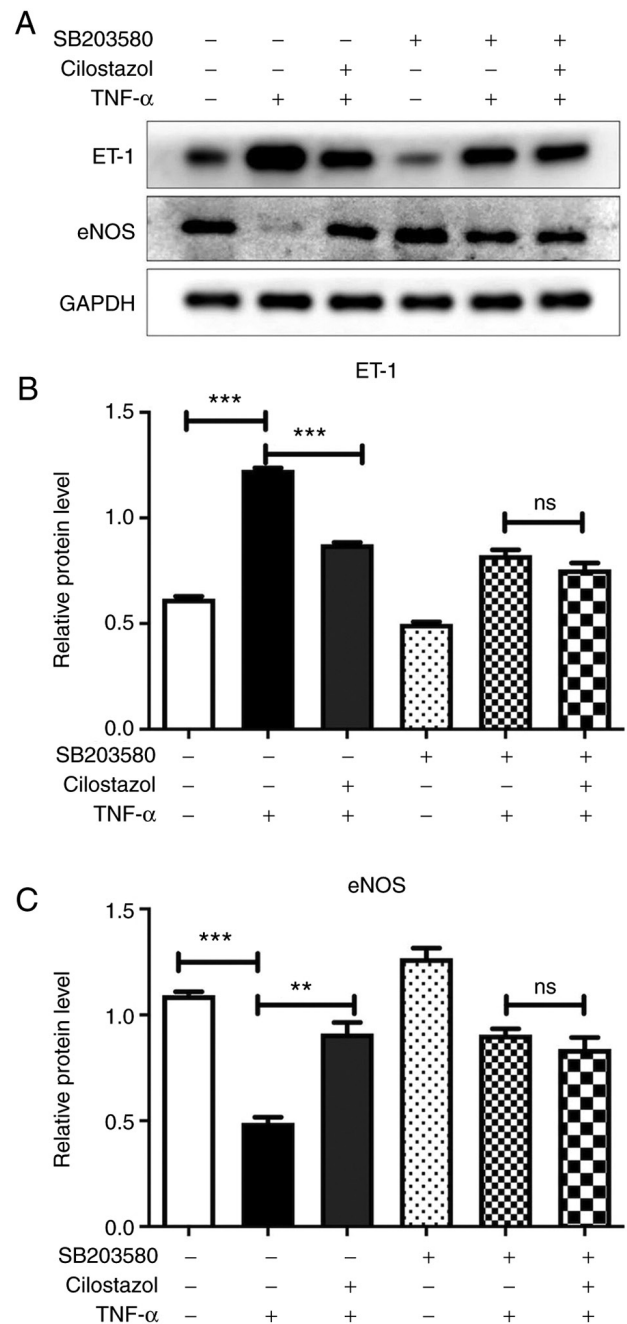 A
SB203580 – – – + + +
Cilostazol – – + – – +
TNF-α – + + – + +
ET-1
eNOS
GAPDH
B
ET-1
Relative protein level
1.5
1.0
0.5
0.0
*** *** ns
SB203580 – – – + + +
Cilostazol – – + – – +
TNF-α – + + – + +
C
eNOS
Relative protein level
1.5
1.0
0.5
0.0
*** ** ns
SB203580 – – – + + +
Cilostazol – – + – – +
TNF-α – + + – + +